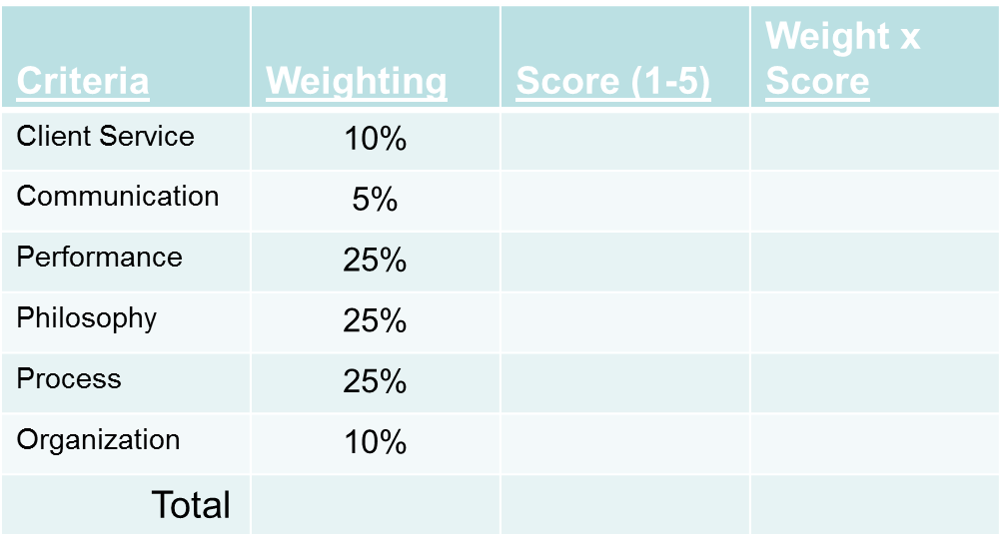 Criteria Weighting Score (1-5) Weight x Score
Client Service 10%
Communication 5%
Performance 25%
Philosophy 25%
Process 25%
Organization 10%
Total